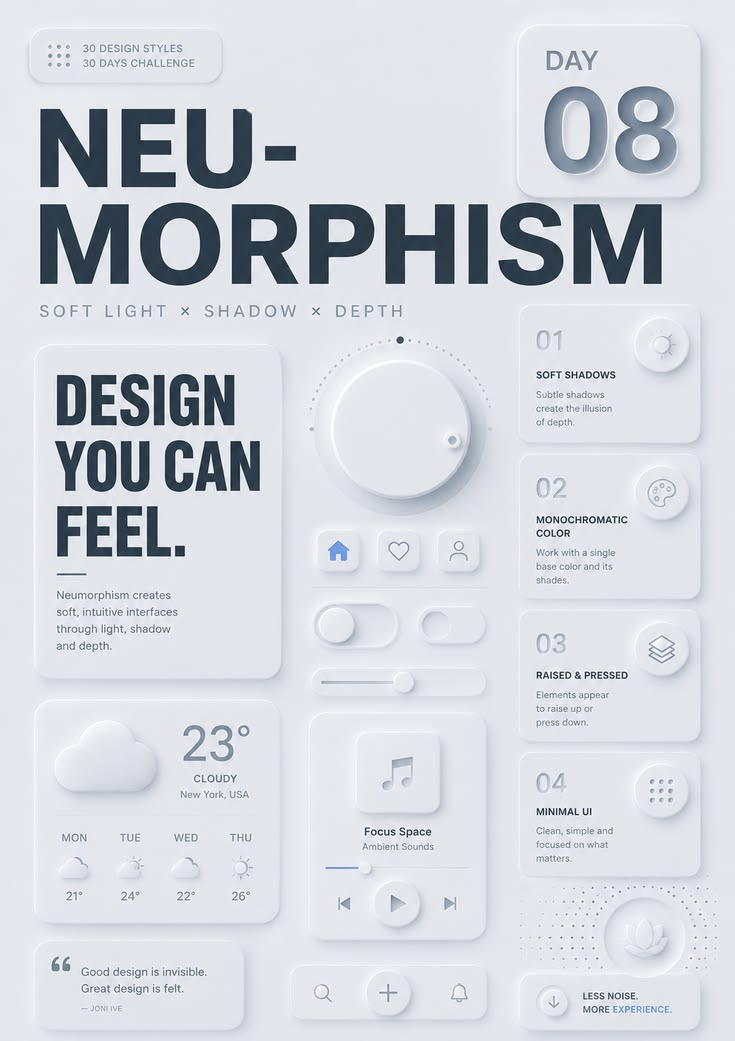 30 DESIGN STYLES
30 DAYS CHALLENGE
DAY
08
NEU-
MORPHISM
SOFT LIGHT × SHADOW × DEPTH
DESIGN
YOU CAN
FEEL.
Neumorphism creates
soft, intuitive interfaces
through light, shadow
and depth.
23°
CLOUDY
New York, USA
MON TUE WED THU
21° 24° 22° 26°
“ Good design is invisible.
Great design is felt.
— JONI IVE
Focus Space
Ambient Sounds
01
SOFT SHADOWS
Subtle shadows
create the illusion
of depth.
02
MONOCHROMATIC
COLOR
Work with a single
base color and its
shades.
03
RAISED & PRESSED
Elements appear
to raise up or
press down.
04
MINIMAL UI
Clean, simple and
focused on what
matters.
LESS NOISE.
MORE EXPERIENCE.